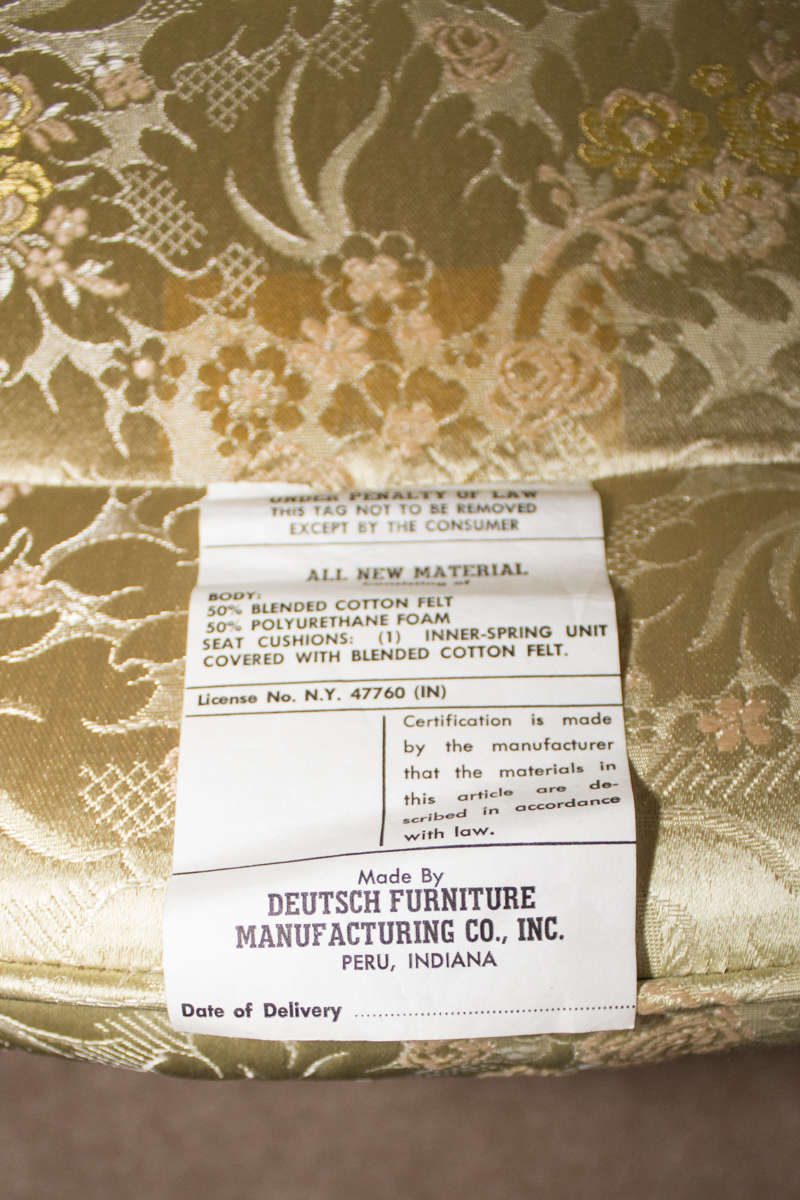 UNDER PENALTY OF LAW
THIS TAG NOT TO BE REMOVED
EXCEPT BY THE CONSUMER
ALL NEW MATERIAL
Consisting of
BODY:
50% BLENDED COTTON FELT
50% POLYURETHANE FOAM
SEAT CUSHIONS: (1) INNER-SPRING UNIT
COVERED WITH BLENDED COTTON FELT.
License No. N.Y. 47760 (IN)
Certification is made
by the manufacturer
that the materials in
this article are de-
scribed in accordance
with law.
Made By
DEUTSCH FURNITURE
MANUFACTURING CO., INC.
PERU, INDIANA
Date of Delivery